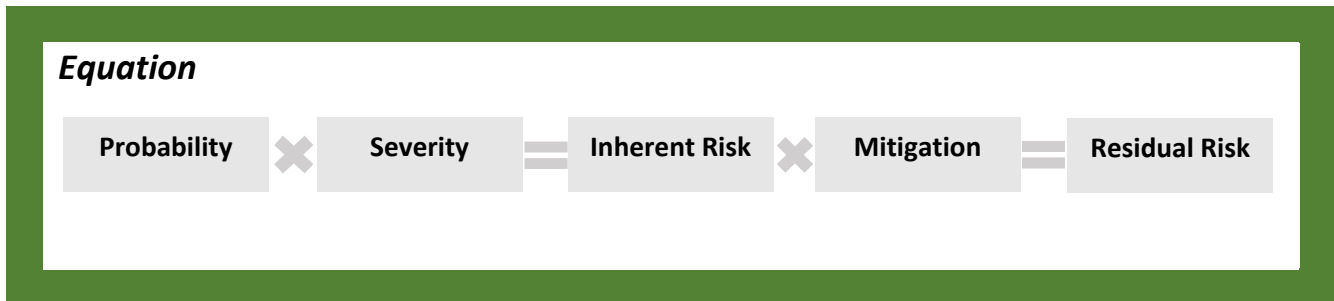 Equation
Probability × Severity = Inherent Risk × Mitigation = Residual Risk